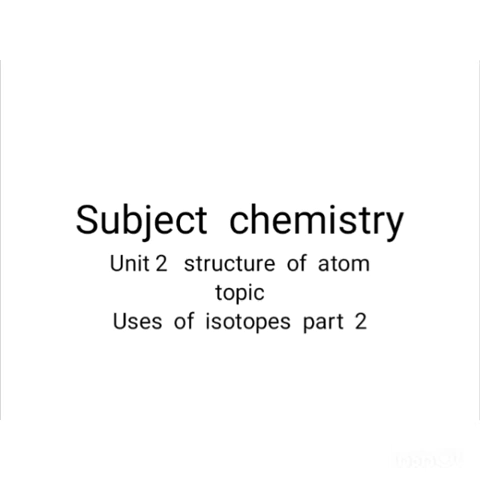 Subject chemistry
Unit 2 structure of atom
topic
Uses of isotopes part 2